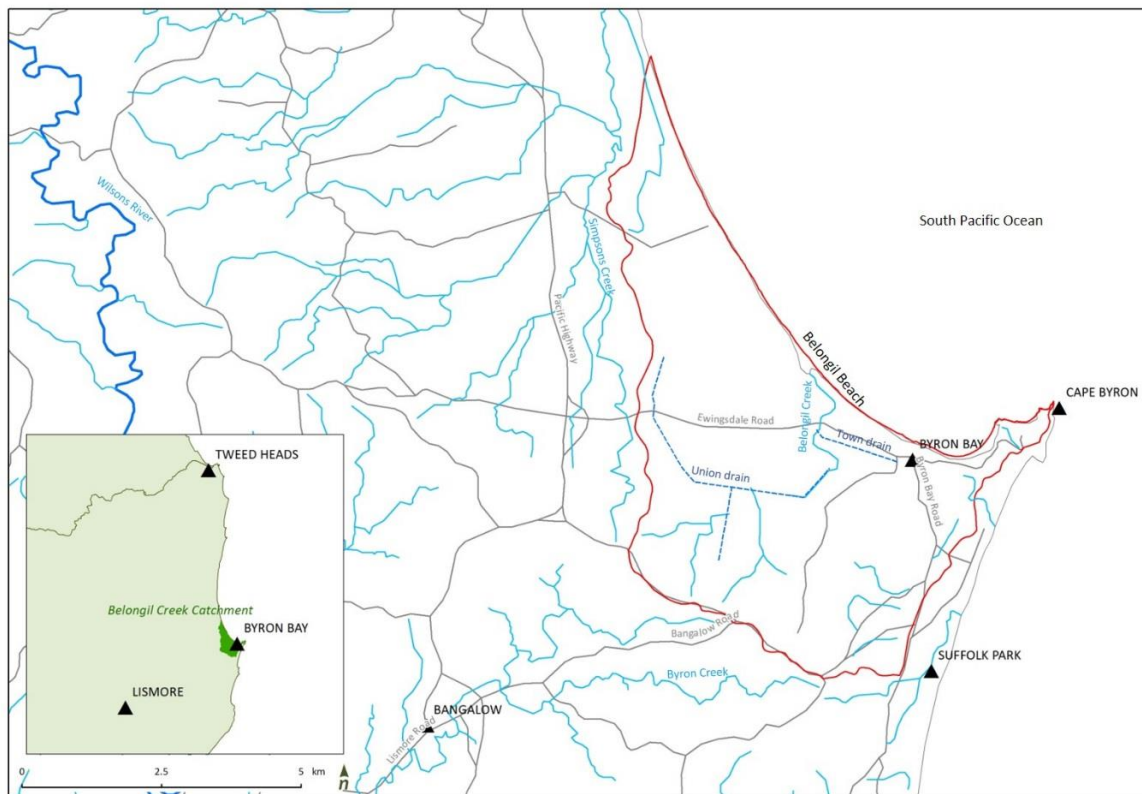 South Pacific Ocean
Wilsons River
Simpsons Creek
Pacific Highway
Belongil Beach
Belongil Creek
CAPE BYRON
Ewingsdale Road
Town drain
BYRON BAY
Byron Bay Road
Union drain
TWEED HEADS
Belongil Creek Catchment
BYRON BAY
LISMORE
Bangalow Road
SUFFOLK PARK
Byron Creek
BANGALOW
Lismore Road
0 2.5 5 km
n